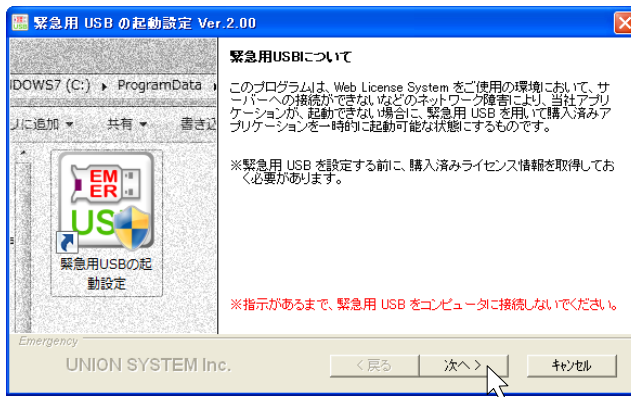 緊急用 USB の起動設定 Ver.2.00
緊急用USBについて
IDOWS7 (C:) ▸ ProgramData
このプログラムは、Web License System をご使用の環境において、サ
ーバーへの接続ができないなどのネットワーク障害により、当社アプリ
ケーションが、起動できない場合に、緊急用 USB を用いて購入済みア
プリケーションを一時的に起動可能な状態にするものです。
に追加 ▼ 共有 ▼ 書き込
※緊急用 USB を設定する前に、購入済みライセンス情報を取得してお
く必要があります。
EM
ER
USB
緊急用USBの起
動設定
※指示があるまで、緊急用 USB をコンピュータに接続しないでください。
Emergency
UNION SYSTEM Inc.
< 戻る
次へ >
キャンセル